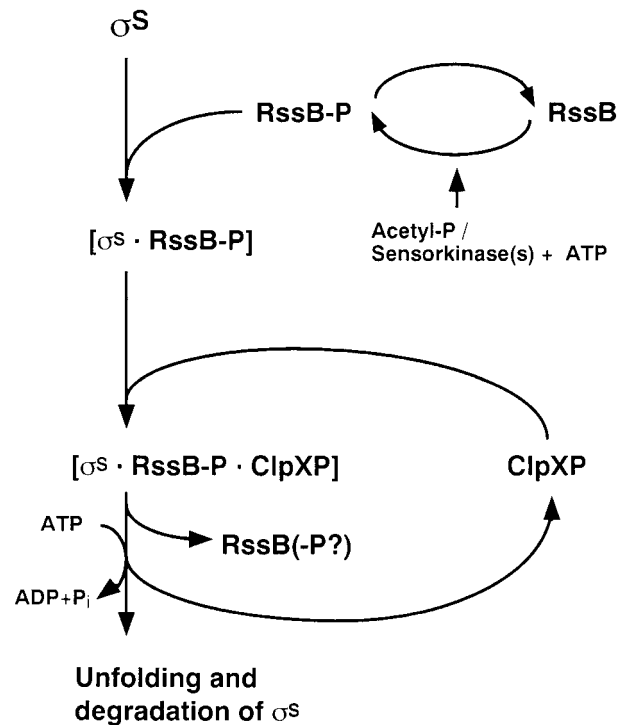 σS
RssB-P
RssB
Acetyl-P /
Sensorkinase(s) + ATP
[σS · RssB-P]
[σS · RssB-P · ClpXP]
ClpXP
ATP
RssB(-P?)
ADP+Pi
Unfolding and
degradation of σS